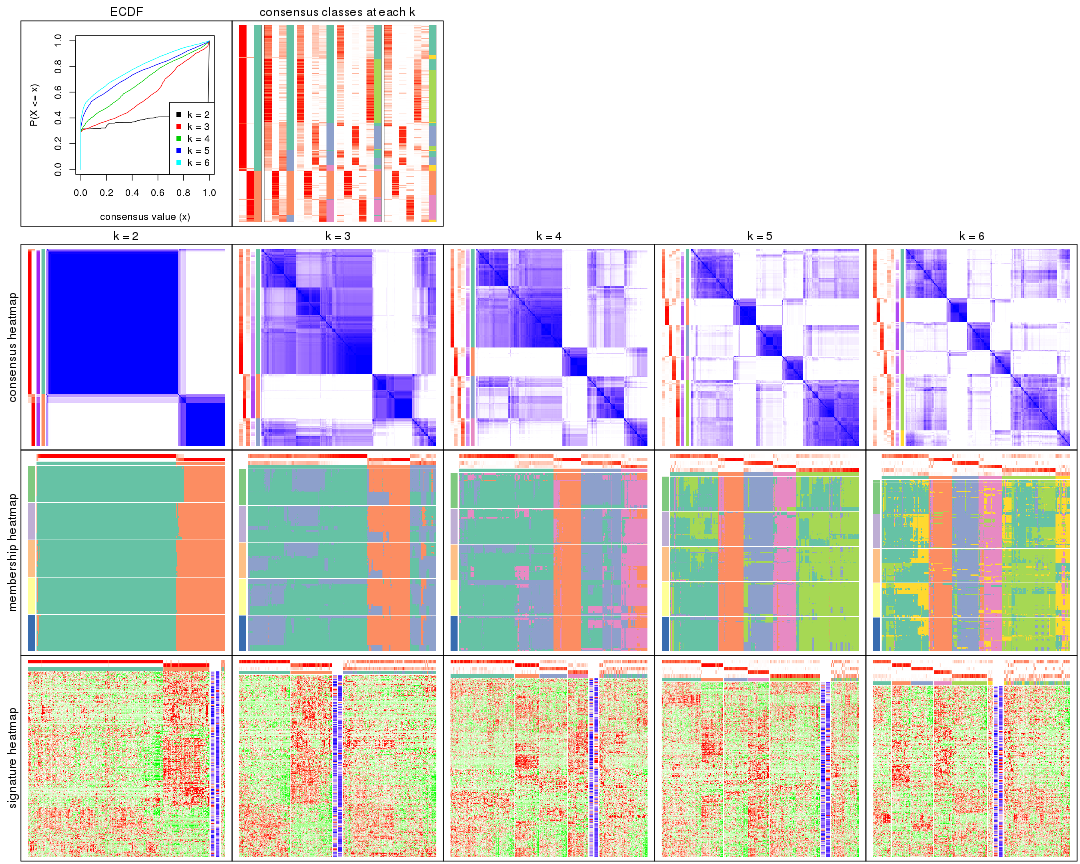 ECDF
consensus classes at each k
P(X <= x)
0.0 0.2 0.4 0.6 0.8 1.0
k = 2
k = 3
k = 4
k = 5
k = 6
0.0 0.2 0.4 0.6 0.8 1.0
consensus value (x)
k = 2
k = 3
k = 4
k = 5
k = 6
consensus heatmap
membership heatmap
signature heatmap